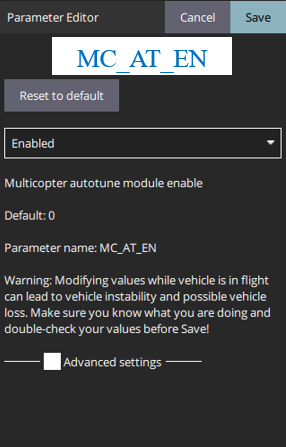 Parameter Editor Cancel Save
MC_AT_EN
Reset to default
Enabled
Multicopter autotune module enable
Default: 0
Parameter name: MC_AT_EN
Warning: Modifying values while vehicle is in flight
can lead to vehicle instability and possible vehicle
loss. Make sure you know what you are doing and
double-check your values before Save!
Advanced settings